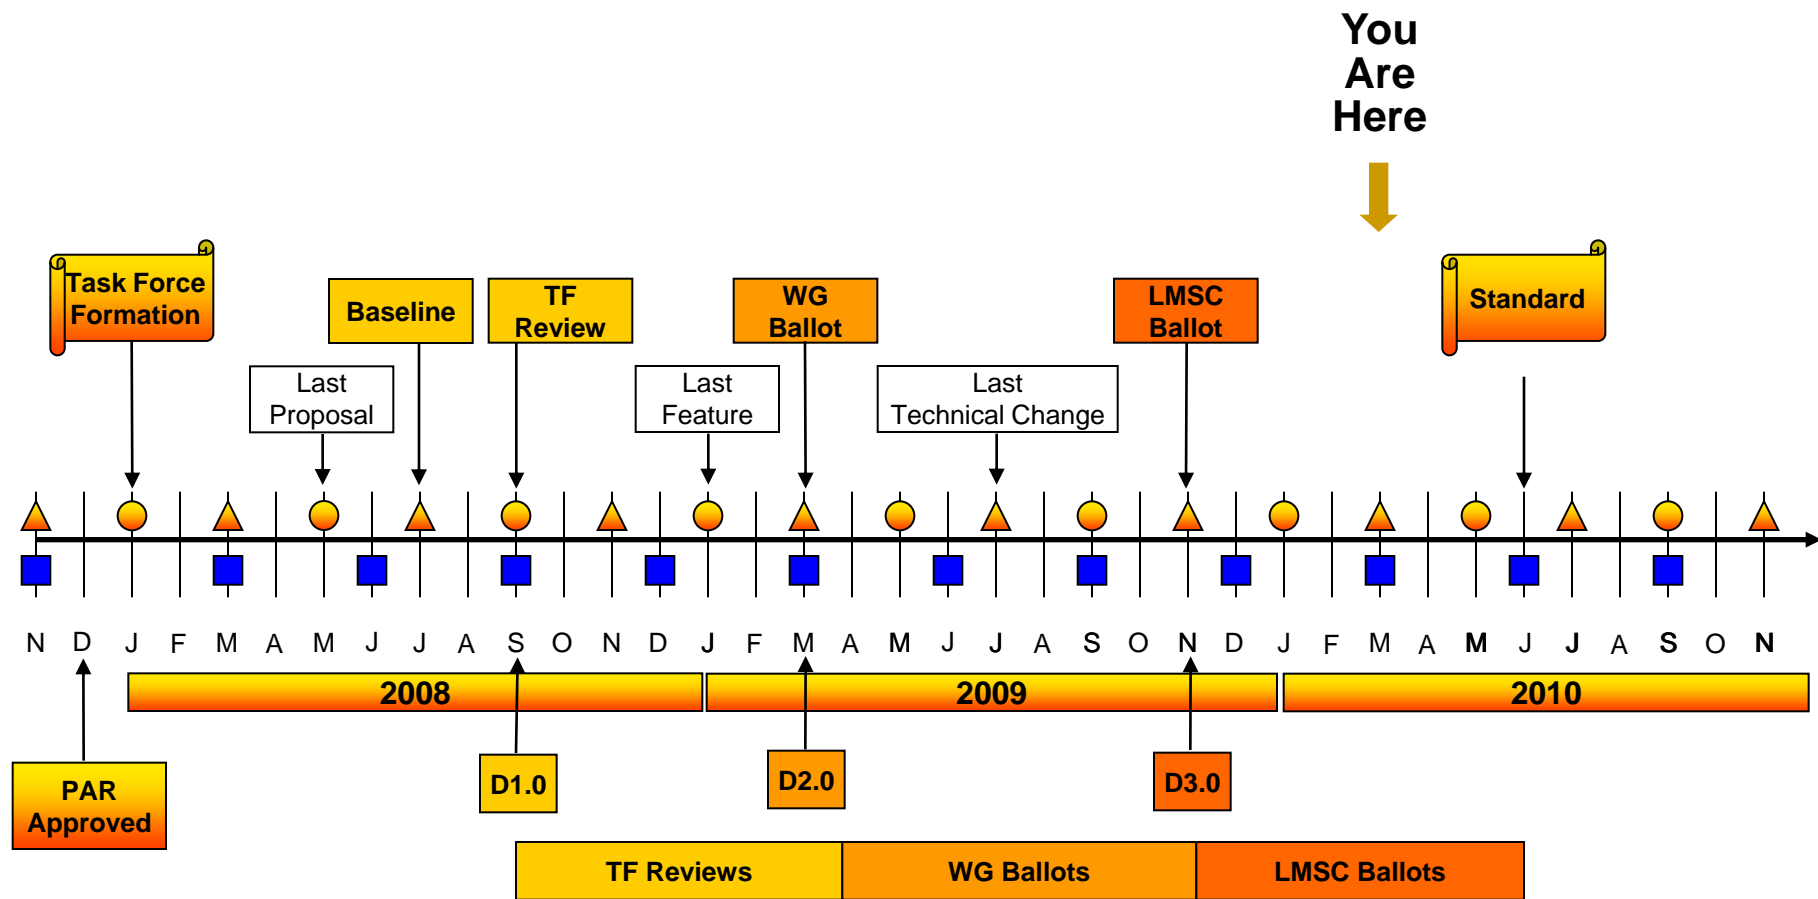 You
Are
Here
Task Force
Formation
Baseline
TF
Review
WG
Ballot
LMSC
Ballot
Standard
Last
Proposal
Last
Feature
Last
Technical Change
N D J F M A M J J A S O N D J F M A M J J A S O N D J F M A M J J A S O N
2008 2009 2010
PAR
Approved
D1.0
D2.0
D3.0
TF Reviews WG Ballots LMSC Ballots